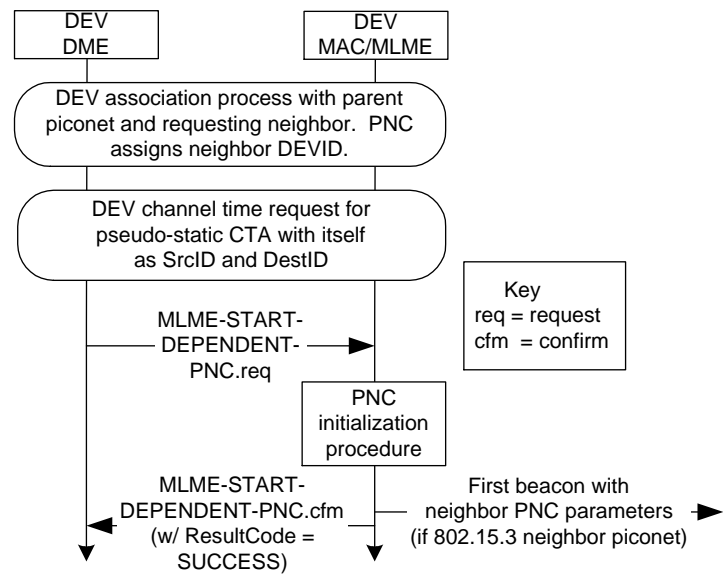 DEV
DME
DEV
MAC/MLME
DEV association process with parent
piconet and requesting neighbor. PNC
assigns neighbor DEVID.
DEV channel time request for
pseudo-static CTA with itself
as SrcID and DestID
Key
req = request
cfm = confirm
MLME-START-
DEPENDENT-
PNC.req
PNC
initialization
procedure
MLME-START-
DEPENDENT-PNC.cfm
(w/ ResultCode =
SUCCESS)
First beacon with
neighbor PNC parameters
(if 802.15.3 neighbor piconet)